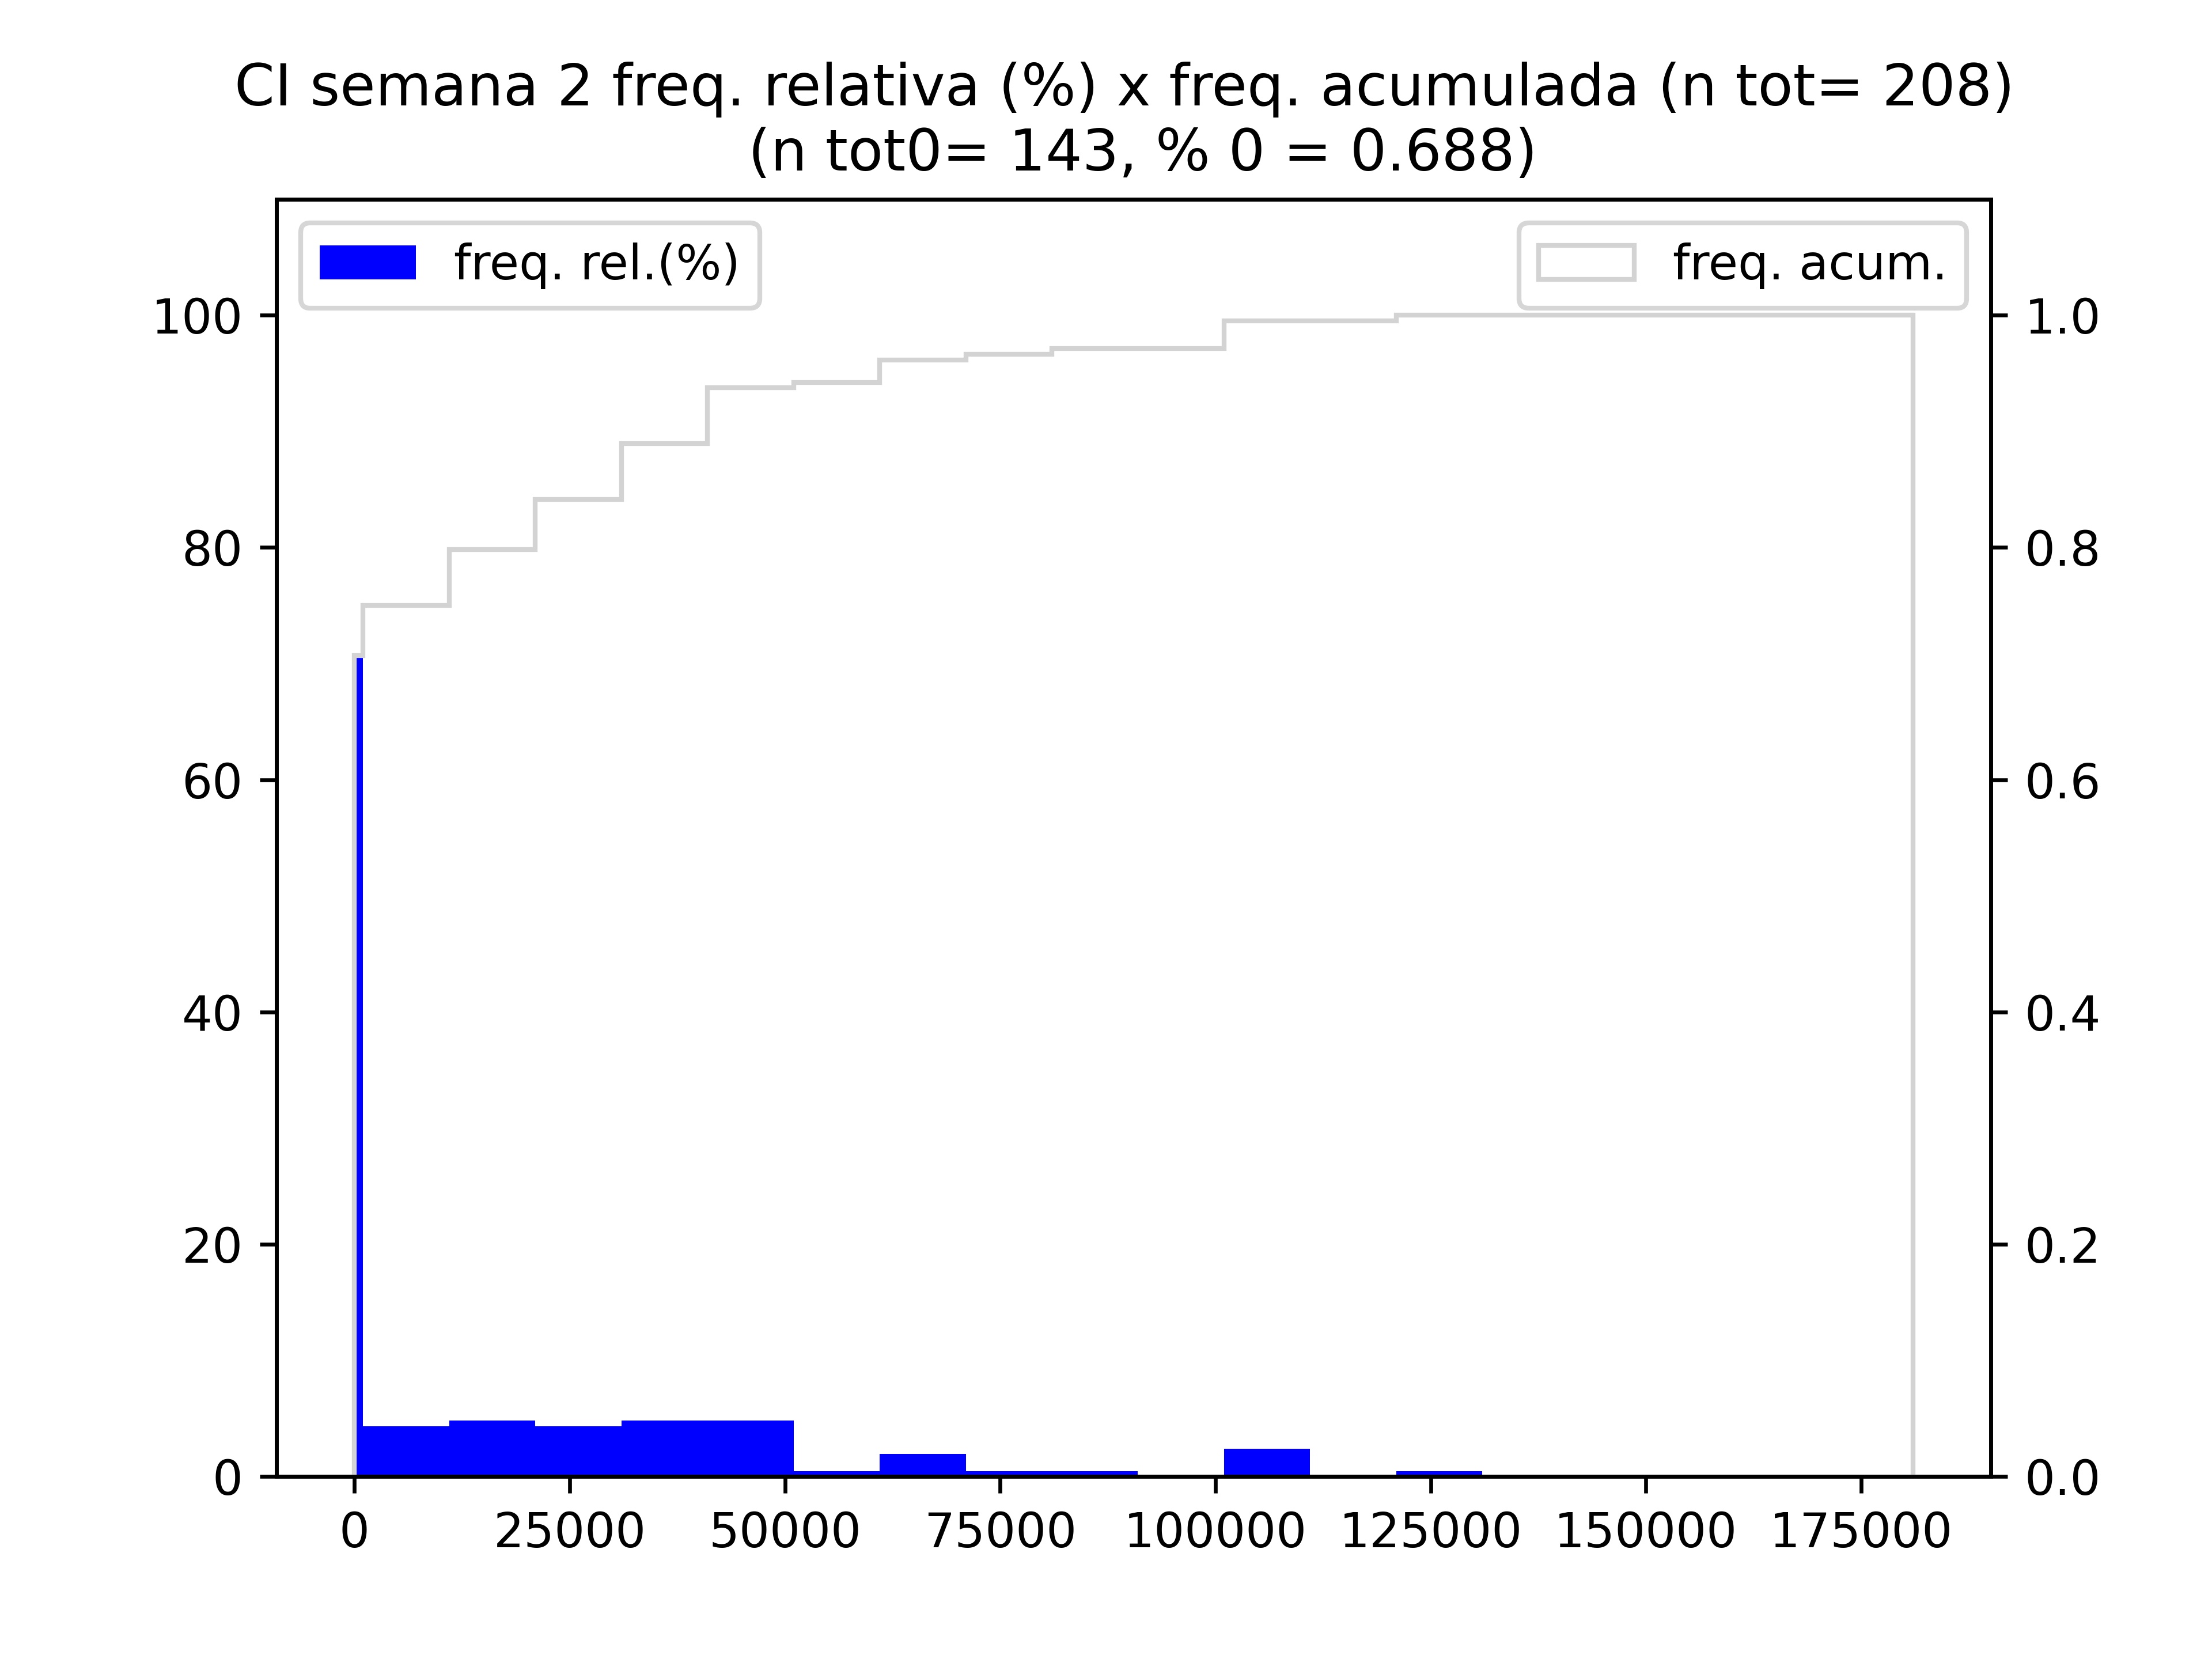 CI semana 2 freq. relativa (%) x freq. acumulada (n tot= 208)
(n tot0= 143, % 0 = 0.688)
freq. rel.(%)
freq. acum.
100
80
60
40
20
0
1.0
0.8
0.6
0.4
0.2
0.0
0 25000 50000 75000 100000 125000 150000 175000